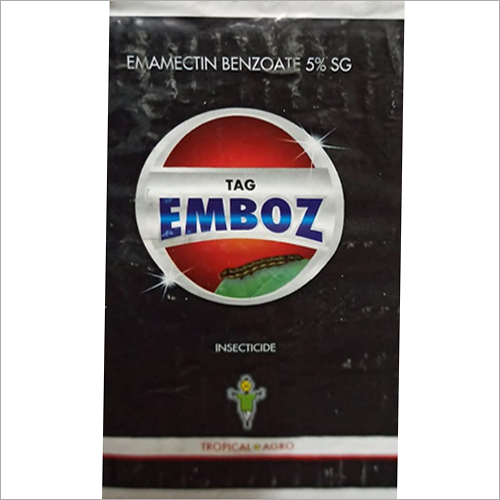 EMAMECTIN BENZOATE 5% SG
TAG
EMBOZ
INSECTICIDE
TROPICAL AGRO